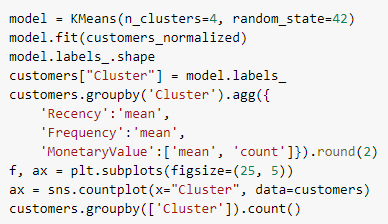 model = KMeans(n_clusters=4, random_state=42)
model.fit(customers_normalized)
model.labels_.shape
customers["Cluster"] = model.labels_
customers.groupby('Cluster').agg({
    'Recency':'mean',
    'Frequency':'mean',
    'MonetaryValue':['mean', 'count']}).round(2)
f, ax = plt.subplots(figsize=(25, 5))
ax = sns.countplot(x="Cluster", data=customers)
customers.groupby(['Cluster']).count()